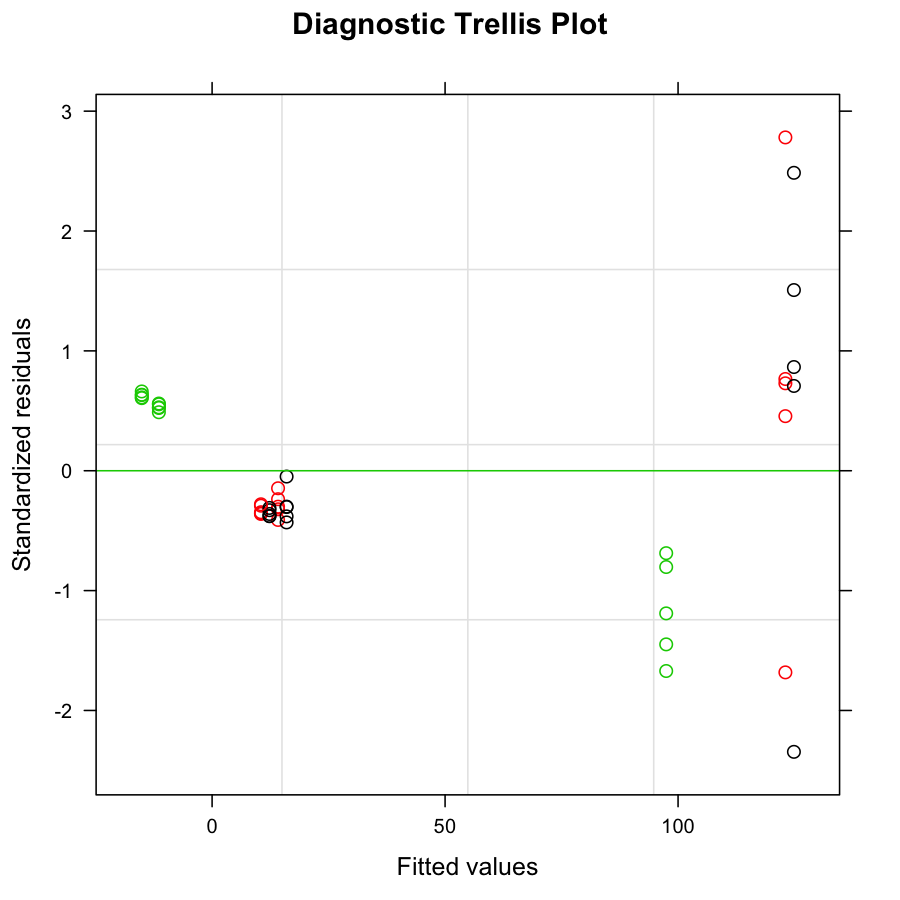 Diagnostic Trellis Plot
3
2
1
0
-1
-2
Standardized residuals
0 50 100
Fitted values